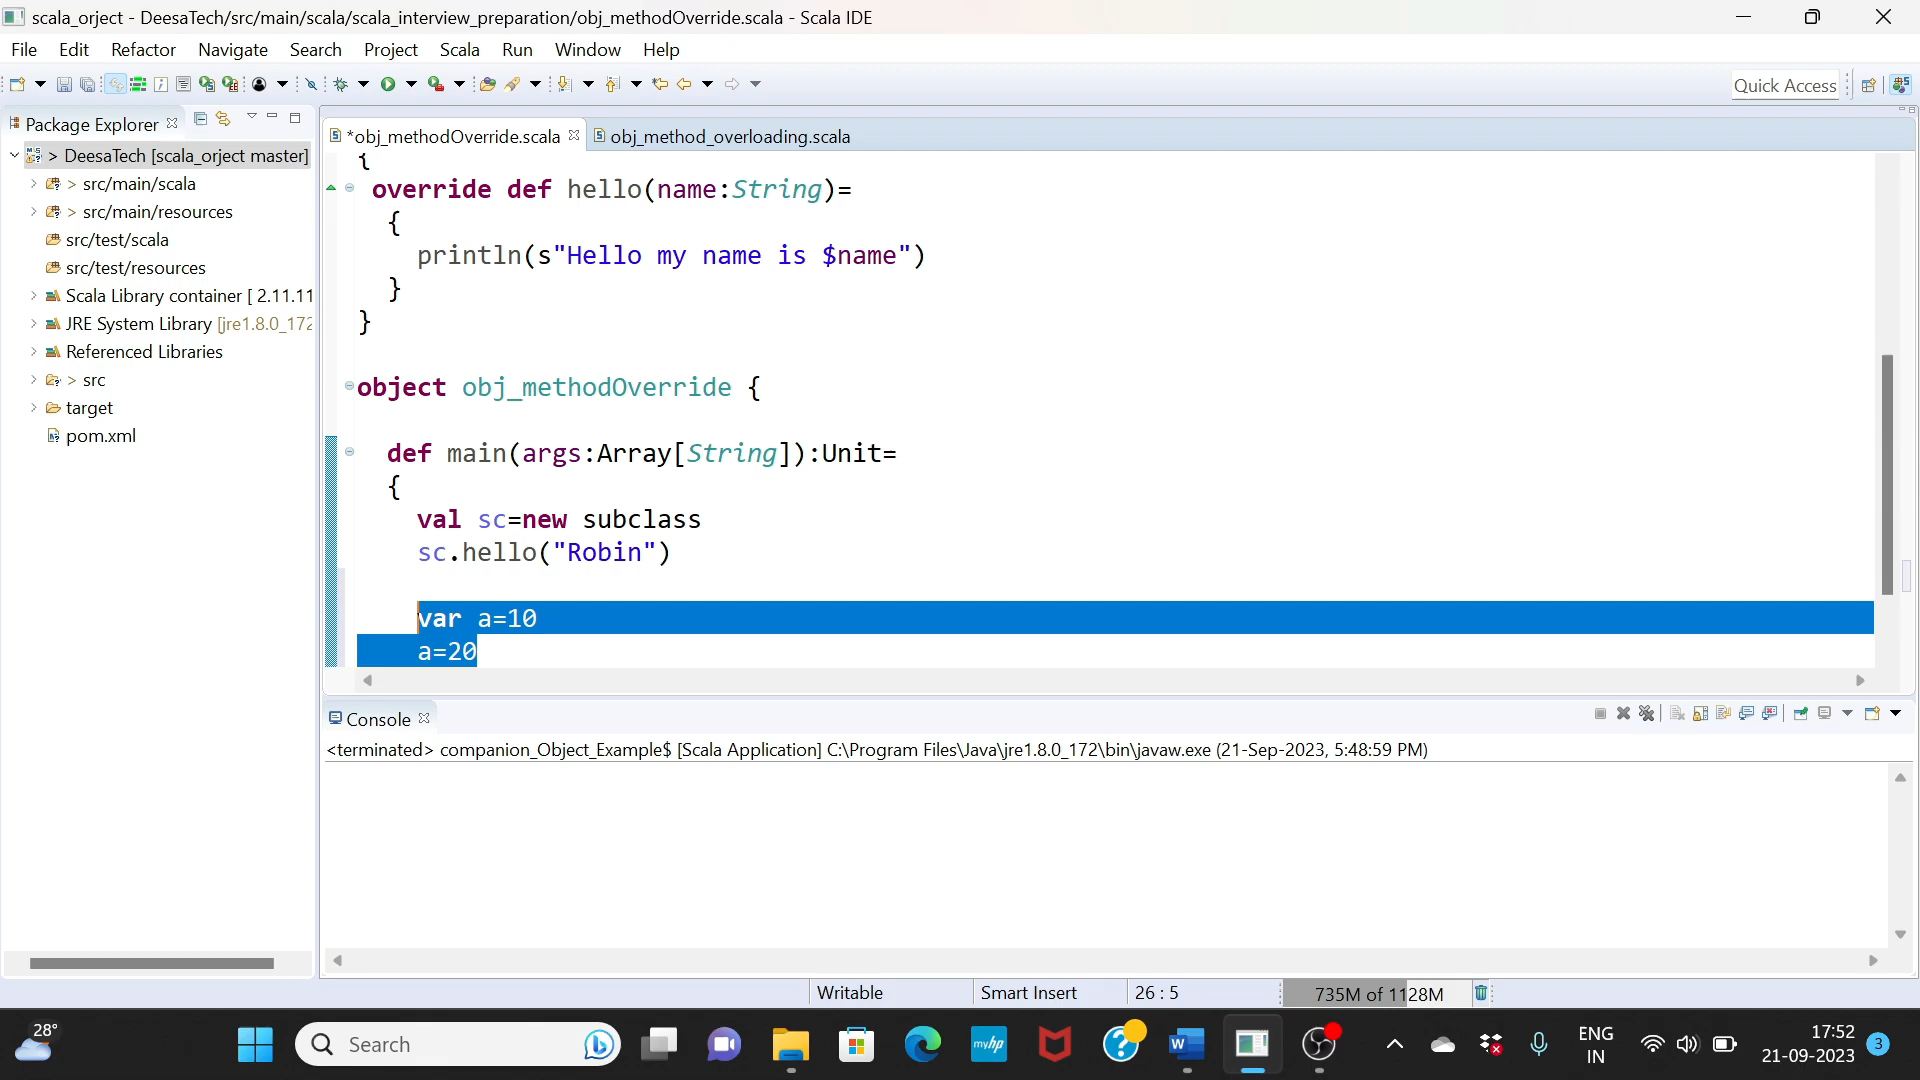 scala_orject - DeesaTech/src/main/scala/scala_interview_preparation/obj_methodOverride.scala - Scala IDE
File Edit Refactor Navigate Search Project Scala Run Window Help
Quick Access
Package Explorer
> DeesaTech [scala_orject master]
> src/main/scala
> src/main/resources
src/test/scala
src/test/resources
Scala Library container [ 2.11.11
JRE System Library [jre1.8.0_172
Referenced Libraries
> src
target
pom.xml
*obj_methodOverride.scala
obj_method_overloading.scala
{
override def hello(name:String)=
{
println(s"Hello my name is $name")
}
}
object obj_methodOverride {
def main(args:Array[String]):Unit=
{
val sc=new subclass
sc.hello("Robin")
var a=10
a=20
Console
<terminated> companion_Object_Example$ [Scala Application] C:\Program Files\Java\jre1.8.0_172\bin\javaw.exe (21-Sep-2023, 5:48:59 PM)
Writable
Smart Insert
26 : 5
735M of 1128M
28°
Search
myhp
W
ENG
IN
17:52
21-09-2023
3